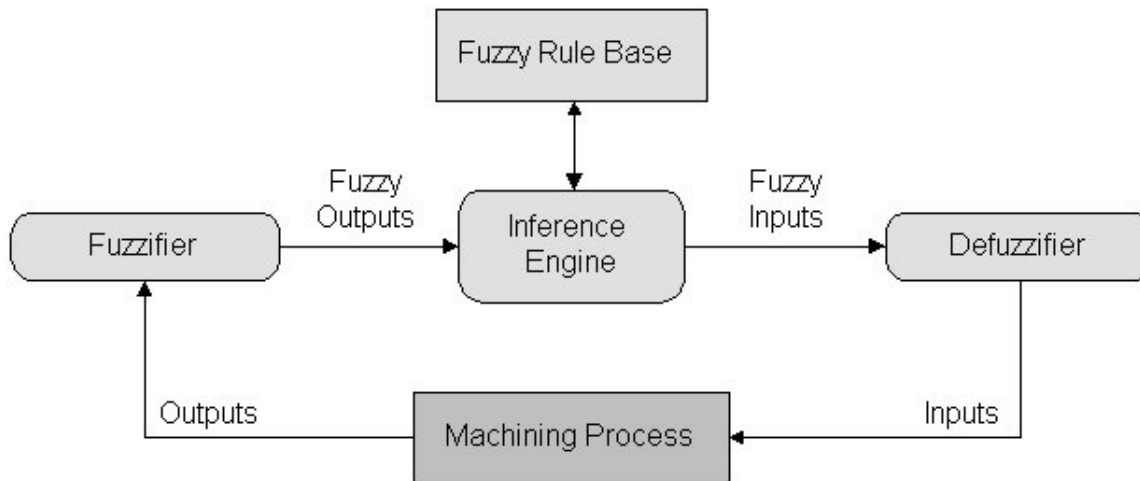 Fuzzy Rule Base
Fuzzy
Outputs
Fuzzy
Inputs
Fuzzifier
Inference
Engine
Defuzzifier
Outputs
Machining Process
Inputs